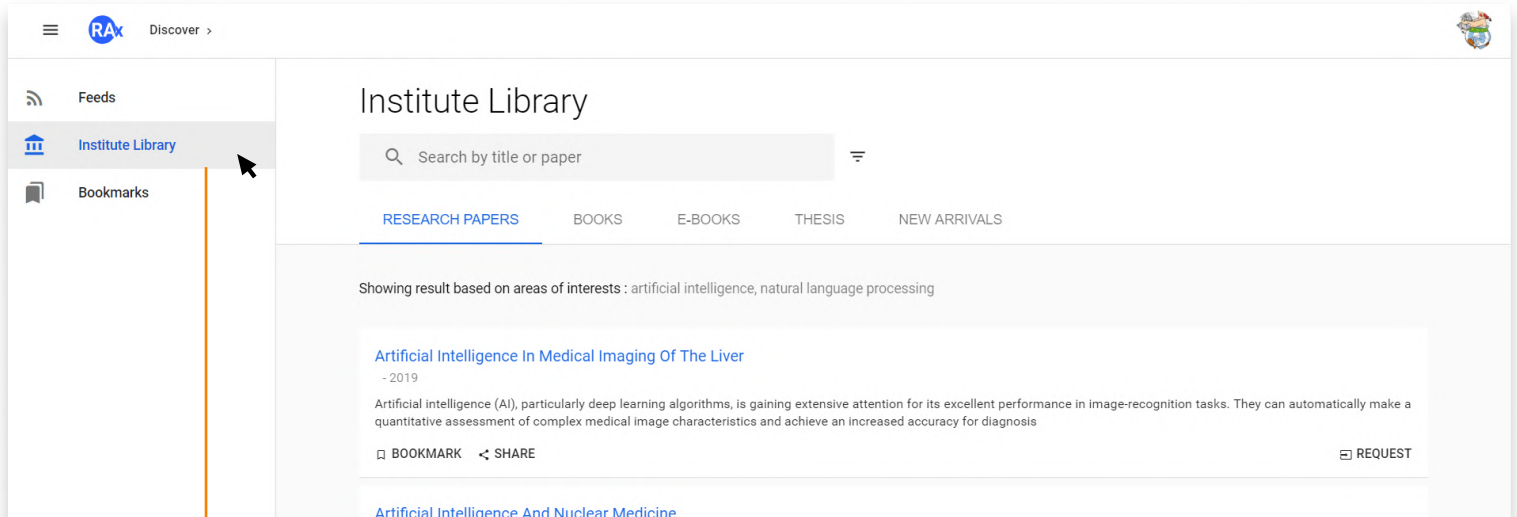 RAx Discover >
Feeds
Institute Library
Bookmarks
Institute Library
Search by title or paper
RESEARCH PAPERS BOOKS E-BOOKS THESIS NEW ARRIVALS
Showing result based on areas of interests : artificial intelligence, natural language processing
Artificial Intelligence In Medical Imaging Of The Liver
- 2019
Artificial intelligence (AI), particularly deep learning algorithms, is gaining extensive attention for its excellent performance in image-recognition tasks. They can automatically make a
quantitative assessment of complex medical image characteristics and achieve an increased accuracy for diagnosis
BOOKMARK SHARE REQUEST
Artificial Intelligence And Nuclear Medicine